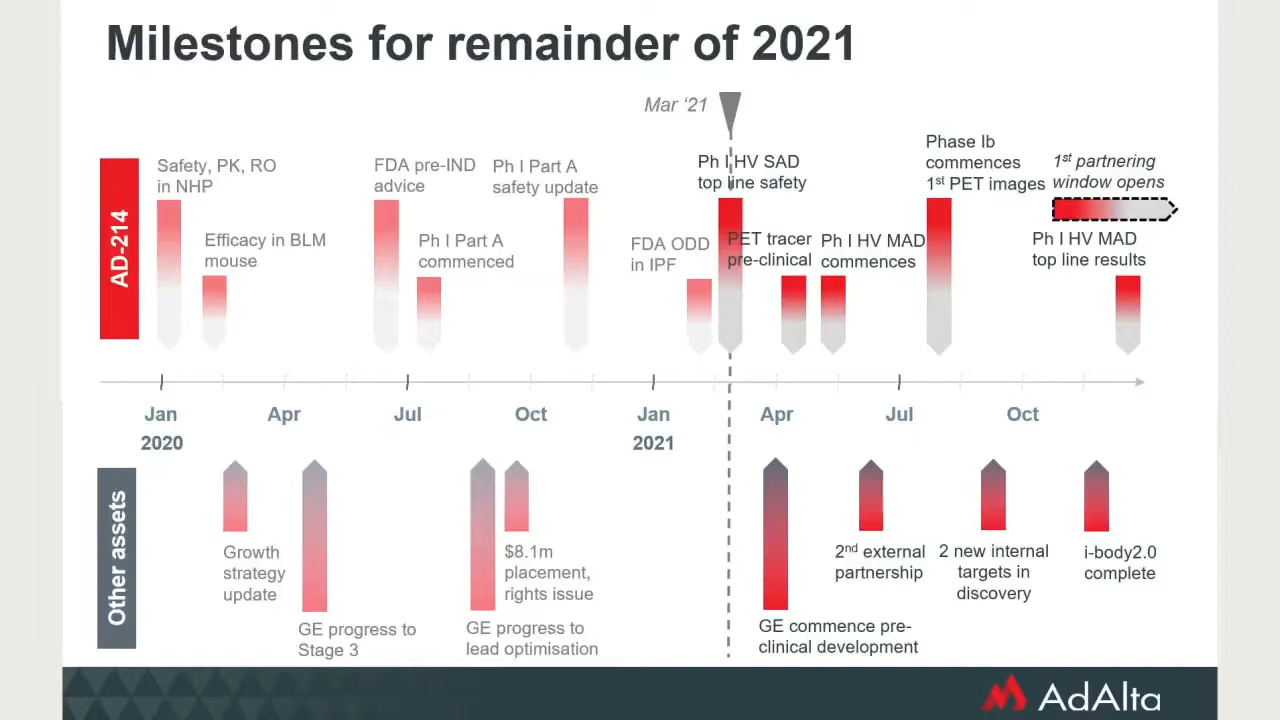 Milestones for remainder of 2021
Mar ‘21
AD-214
Safety, PK, RO
in NHP
Efficacy in BLM
mouse
FDA pre-IND
advice
Ph I Part A
commenced
Ph I Part A
safety update
FDA ODD
in IPF
Ph I HV SAD
top line safety
PET tracer
pre-clinical
Ph I HV MAD
commences
Phase Ib
commences
1st PET images
1st partnering
window opens
Ph I HV MAD
top line results
Jan Apr Jul Oct Jan Apr Jul Oct
2020 2021
Other assets
Growth
strategy
update
GE progress to
Stage 3
GE progress to
lead optimisation
$8.1m
placement,
rights issue
GE commence pre-
clinical development
2nd external
partnership
2 new internal
targets in
discovery
i-body2.0
complete
AdAlta